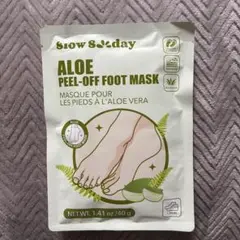 Slow Sunday
ALOE
PEEL-OFF FOOT MASK
MASQUE POUR
LES PIEDS À L'ALOE VERA
NET WT. 1.41 oz/40 g